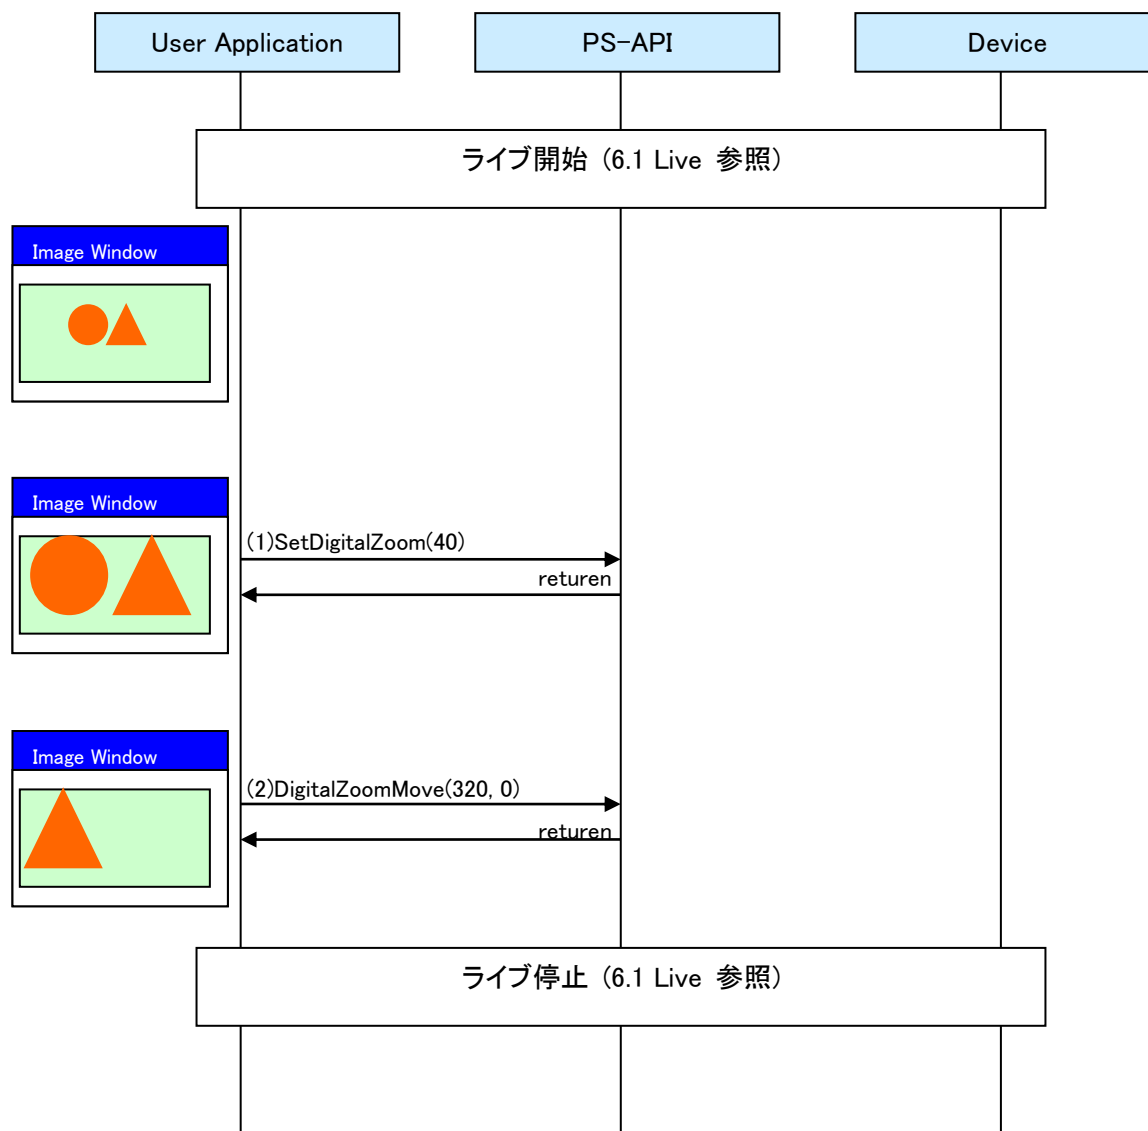 User Application
PS-API
Device
ライブ開始 (6.1 Live 参照)
Image Window
Image Window
(1)SetDigitalZoom(40)
returen
Image Window
(2)DigitalZoomMove(320, 0)
returen
ライブ停止 (6.1 Live 参照)